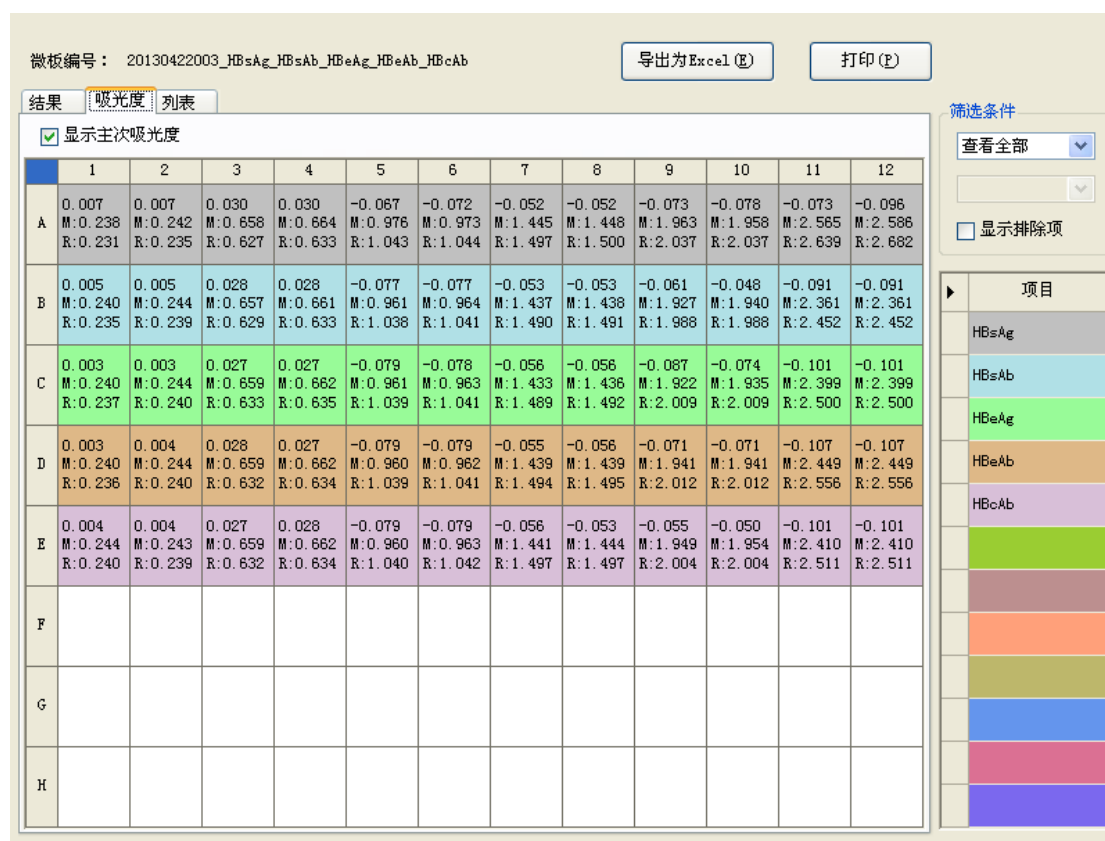 微板编号： 20130422003_HBsAg_HBsAb_HBeAg_HBeAb_HBcAb
导出为Excel(E)
打印(P)
结果 吸光度 列表
显示主次吸光度
1 2 3 4 5 6 7 8 9 10 11 12
A
0.007 0.007 0.030 0.030 -0.067 -0.072 -0.052 -0.052 -0.073 -0.078 -0.073 -0.096
M:0.238 M:0.242 M:0.658 M:0.664 M:0.976 M:0.973 M:1.445 M:1.448 M:1.963 M:1.958 M:2.565 M:2.586
R:0.231 R:0.235 R:0.627 R:0.633 R:1.043 R:1.044 R:1.497 R:1.500 R:2.037 R:2.037 R:2.639 R:2.682
B
0.005 0.005 0.028 0.028 -0.077 -0.077 -0.053 -0.053 -0.061 -0.048 -0.091 -0.091
M:0.240 M:0.244 M:0.657 M:0.661 M:0.961 M:0.964 M:1.437 M:1.438 M:1.927 M:1.940 M:2.361 M:2.361
R:0.235 R:0.239 R:0.629 R:0.633 R:1.038 R:1.041 R:1.490 R:1.491 R:1.988 R:1.988 R:2.452 R:2.452
C
0.003 0.003 0.027 0.027 -0.079 -0.078 -0.056 -0.056 -0.087 -0.074 -0.101 -0.101
M:0.240 M:0.244 M:0.659 M:0.662 M:0.961 M:0.963 M:1.433 M:1.436 M:1.922 M:1.935 M:2.399 M:2.399
R:0.237 R:0.240 R:0.633 R:0.635 R:1.039 R:1.041 R:1.489 R:1.492 R:2.009 R:2.009 R:2.500 R:2.500
D
0.003 0.004 0.028 0.027 -0.079 -0.079 -0.055 -0.056 -0.071 -0.071 -0.107 -0.107
M:0.240 M:0.244 M:0.659 M:0.662 M:0.960 M:0.962 M:1.439 M:1.439 M:1.941 M:1.941 M:2.449 M:2.449
R:0.236 R:0.240 R:0.632 R:0.634 R:1.039 R:1.041 R:1.494 R:1.495 R:2.012 R:2.012 R:2.556 R:2.556
E
0.004 0.004 0.027 0.028 -0.079 -0.079 -0.056 -0.053 -0.055 -0.050 -0.101 -0.101
M:0.244 M:0.243 M:0.659 M:0.662 M:0.960 M:0.963 M:1.441 M:1.444 M:1.949 M:1.954 M:2.410 M:2.410
R:0.240 R:0.239 R:0.632 R:0.634 R:1.040 R:1.042 R:1.497 R:1.497 R:2.004 R:2.004 R:2.511 R:2.511
F
G
H
筛选条件
查看全部
显示排除项
项目
HBsAg
HBsAb
HBeAg
HBeAb
HBcAb